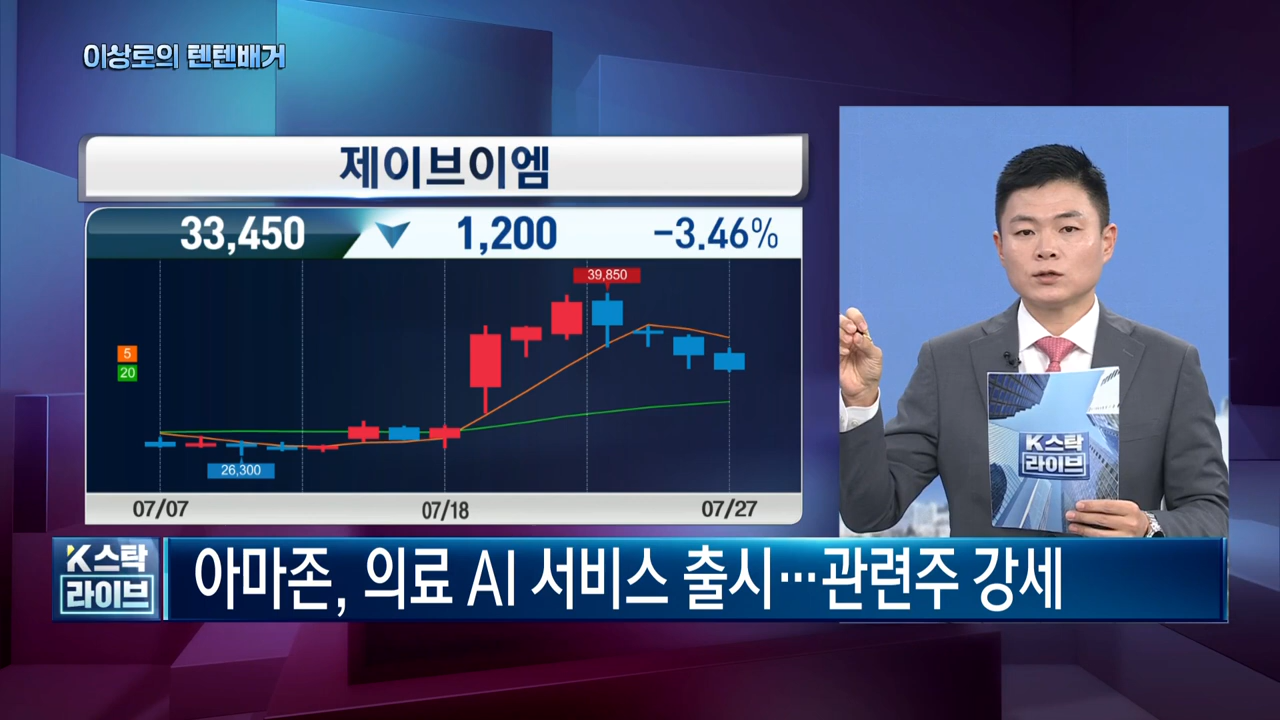 이상로의 텐텐배거
제이브이엠
33,450 ▼ 1,200 -3.46%
39,850
5
20
26,300
07/07 07/18 07/27
K스탁
라이브
K스탁
라이브
아마존, 의료 AI 서비스 출시…관련주 강세